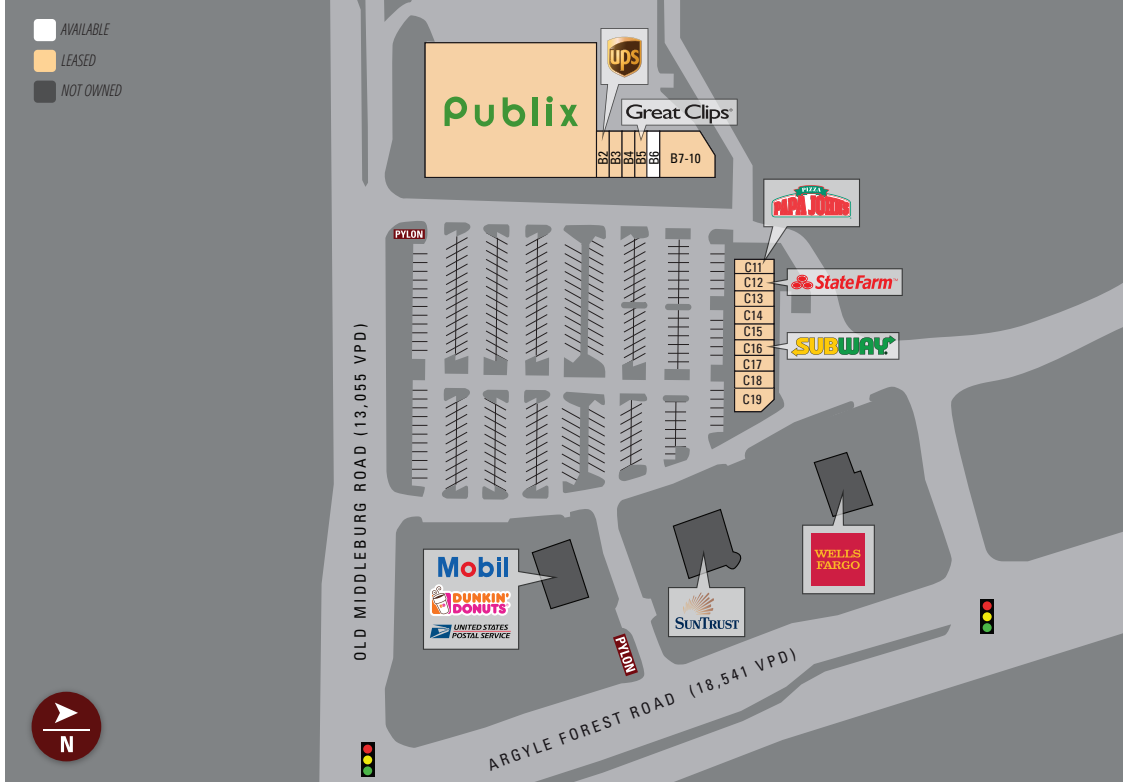 AVAILABLE
LEASED
NOT OWNED
ups
Publix
Great Clips®
B2
B3
B4
B5
B6
B7-10
PIZZA
PAPA JOHN'S
PYLON
C11
C12
StateFarm™
C13
C14
C15
C16
SUBWAY
C17
C18
C19
OLD MIDDLEBURG ROAD (13,055 VPD)
Mobil
DUNKIN'
DONUTS
UNITED STATES
POSTAL SERVICE
SUNTRUST
WELLS
FARGO
PYLON
ARGYLE FOREST ROAD (18,541 VPD)
N